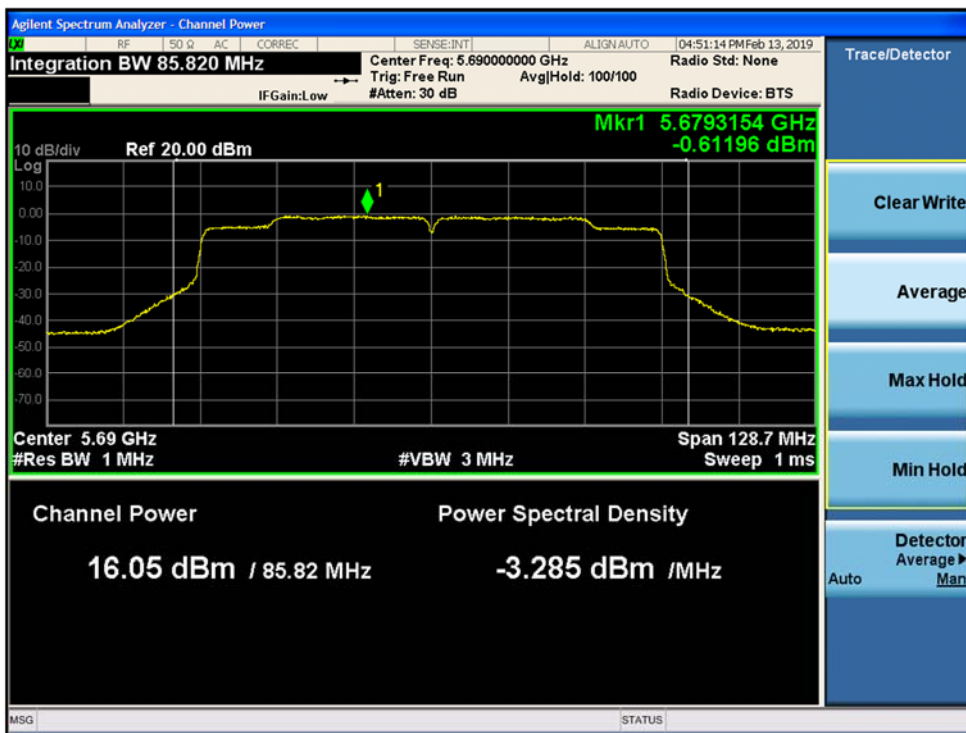 Agilent Spectrum Analyzer - Channel Power
LXI RF 50 Ω AC CORREC SENSE:INT ALIGN AUTO 04:51:14 PM Feb 13, 2019
Integration BW 85.820 MHz
Center Freq: 5.690000000 GHz
Radio Std: None
Trig: Free Run Avg|Hold: 100/100
IFGain:Low #Atten: 30 dB Radio Device: BTS
Mkr1 5.6793154 GHz
-0.61196 dBm
10 dB/div Ref 20.00 dBm
Log
10.0
1
0.00
-10.0
-20.0
-30.0
-40.0
-50.0
-60.0
-70.0
Center 5.69 GHz Span 128.7 MHz
#Res BW 1 MHz #VBW 3 MHz Sweep 1 ms
Channel Power Power Spectral Density
16.05 dBm / 85.82 MHz -3.285 dBm /MHz
MSG STATUS
Trace/Detector
Clear Write
Average
Max Hold
Min Hold
Detector
Average▶
Auto Man